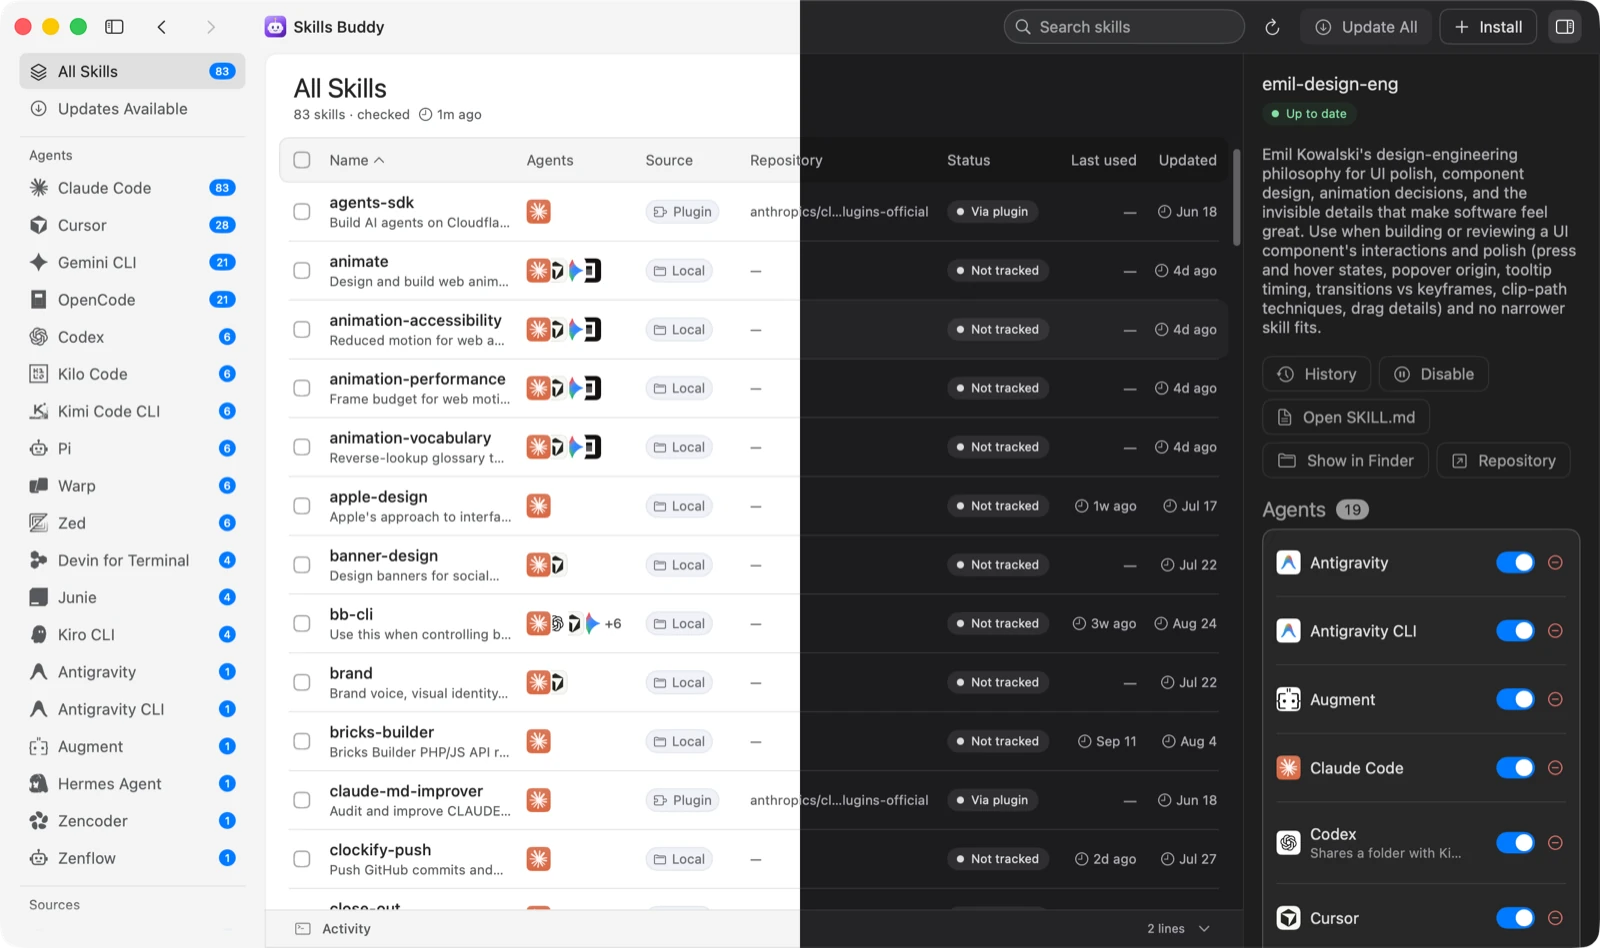 Skills Buddy
Search skills
Update All
Install
All Skills 83
Updates Available
Agents
Claude Code 83
Cursor 28
Gemini CLI 21
OpenCode 21
Codex 6
Kilo Code 6
Kimi Code CLI 6
Pi 6
Warp 6
Zed 6
Devin for Terminal 4
Junie 4
Kiro CLI 4
Antigravity 1
Antigravity CLI 1
Augment 1
Hermes Agent 1
Zencoder 1
Zenflow 1
Sources
All Skills
83 skills · checked 1m ago
Name Agents Source Repository Status Last used Updated
agents-sdk
Build AI agents on Cloudfla...
Plugin anthropics/cl...lugins-official Via plugin — Jun 18
animate
Design and build web anim...
Local — Not tracked — 4d ago
animation-accessibility
Reduced motion for web a...
Local — Not tracked — 4d ago
animation-performance
Frame budget for web moti...
Local — Not tracked — 4d ago
animation-vocabulary
Reverse-lookup glossary t...
Local — Not tracked — 4d ago
apple-design
Apple's approach to interfa...
Local — Not tracked 1w ago Jul 17
banner-design
Design banners for social...
Local — Not tracked — Jul 22
bb-cli
Use this when controlling b...
+6 Local — Not tracked 3w ago Aug 24
brand
Brand voice, visual identity...
Local — Not tracked — Jul 22
bricks-builder
Bricks Builder PHP/JS API r...
Local — Not tracked Sep 11 Aug 4
claude-md-improver
Audit and improve CLAUDE...
Plugin anthropics/cl...lugins-official Via plugin — Jun 18
clockify-push
Push GitHub commits and...
Local — Not tracked 2d ago Jul 27
close-out
Activity
2 lines
emil-design-eng
Up to date
Emil Kowalski's design-engineering
philosophy for UI polish, component
design, animation decisions, and the
invisible details that make software feel
great. Use when building or reviewing a UI
component's interactions and polish (press
and hover states, popover origin, tooltip
timing, transitions vs keyframes, clip-path
techniques, drag details) and no narrower
skill fits.
History
Disable
Open SKILL.md
Show in Finder
Repository
Agents 19
Antigravity
Antigravity CLI
Augment
Claude Code
Codex
Shares a folder with Ki...
Cursor